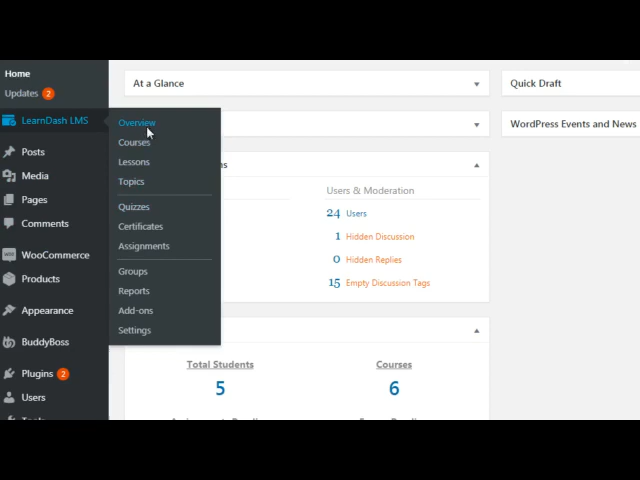 Home
Updates 2
LearnDash LMS
Posts
Media
Pages
Comments
WooCommerce
Products
Appearance
BuddyBoss
Plugins 2
Users
Overview
Courses
Lessons
Topics
Quizzes
Certificates
Assignments
Groups
Reports
Add-ons
Settings
At a Glance
Users & Moderation
24 Users
1 Hidden Discussion
0 Hidden Replies
15 Empty Discussion Tags
Total Students
5
Courses
6
Quick Draft
WordPress Events and News